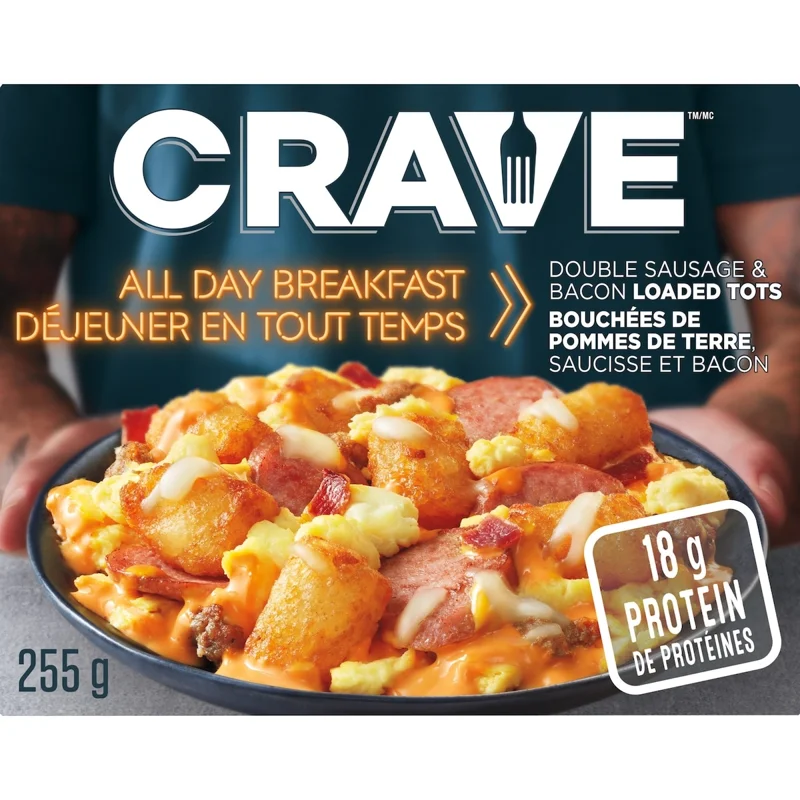 CRAVE
TM/MC
ALL DAY BREAKFAST
DÉJEUNER EN TOUT TEMPS
DOUBLE SAUSAGE &
BACON LOADED TOTS
BOUCHÉES DE
POMMES DE TERRE,
SAUCISSE ET BACON
18 g
PROTEIN
DE PROTÉINES
255 g